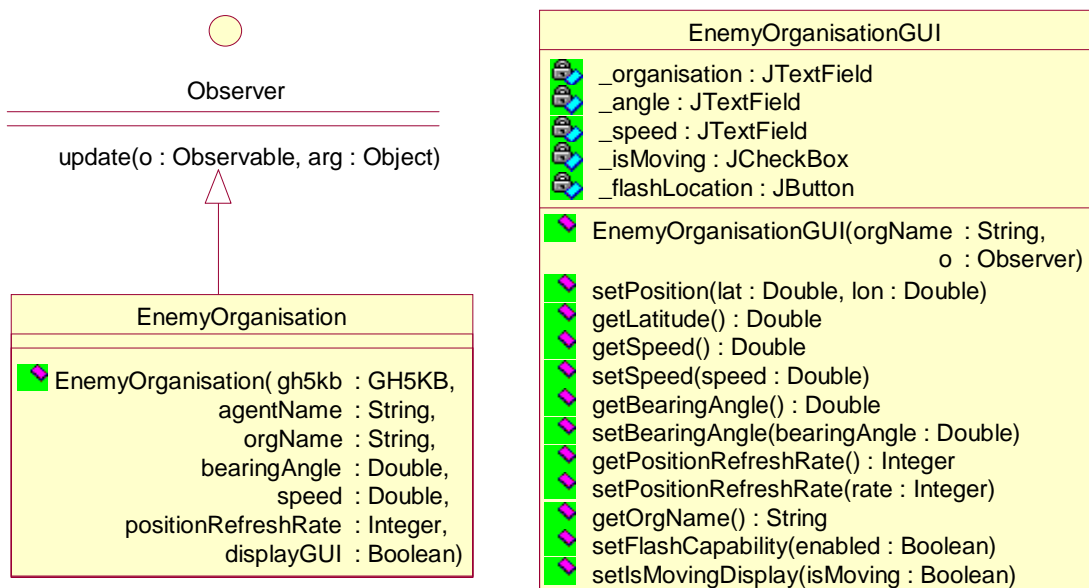 Observer
update(o : Observable, arg : Object)
EnemyOrganisation
EnemyOrganisation( gh5kb : GH5KB,
agentName : String,
orgName : String,
bearingAngle : Double,
speed : Double,
positionRefreshRate : Integer,
displayGUI : Boolean)
EnemyOrganisationGUI
_organisation : JTextField
_angle : JTextField
_speed : JTextField
_isMoving : JCheckBox
_flashLocation : JButton
EnemyOrganisationGUI(orgName : String,
o : Observer)
setPosition(lat : Double, lon : Double)
getLatitude() : Double
getSpeed() : Double
setSpeed(speed : Double)
getBearingAngle() : Double
setBearingAngle(bearingAngle : Double)
getPositionRefreshRate() : Integer
setPositionRefreshRate(rate : Integer)
getOrgName() : String
setFlashCapability(enabled : Boolean)
setIsMovingDisplay(isMoving : Boolean)